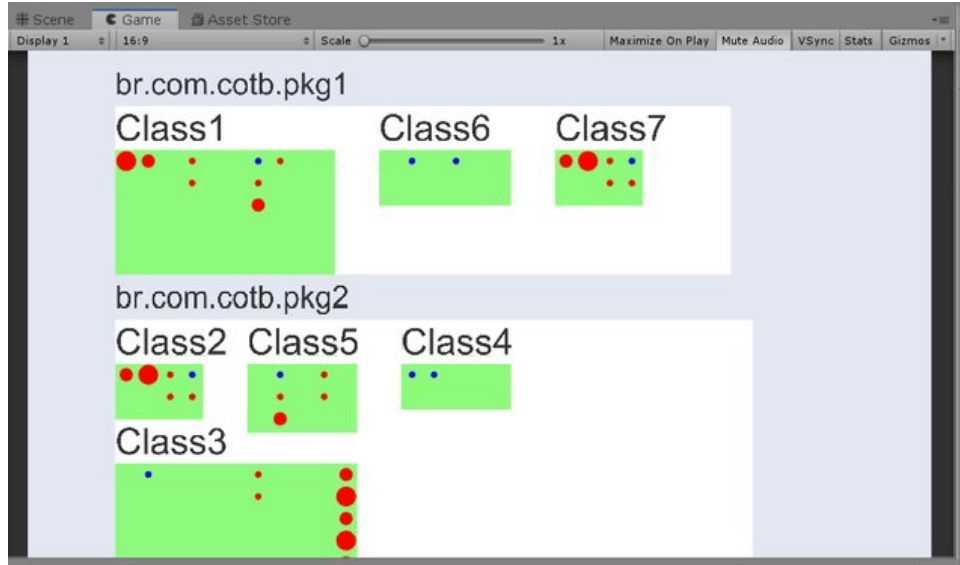 Scene Game Asset Store
Display 1 16:9 Scale 1x Maximize On Play Mute Audio VSync Stats Gizmos
br.com.cotb.pkg1
Class1 Class6 Class7
br.com.cotb.pkg2
Class2 Class5 Class4
Class3